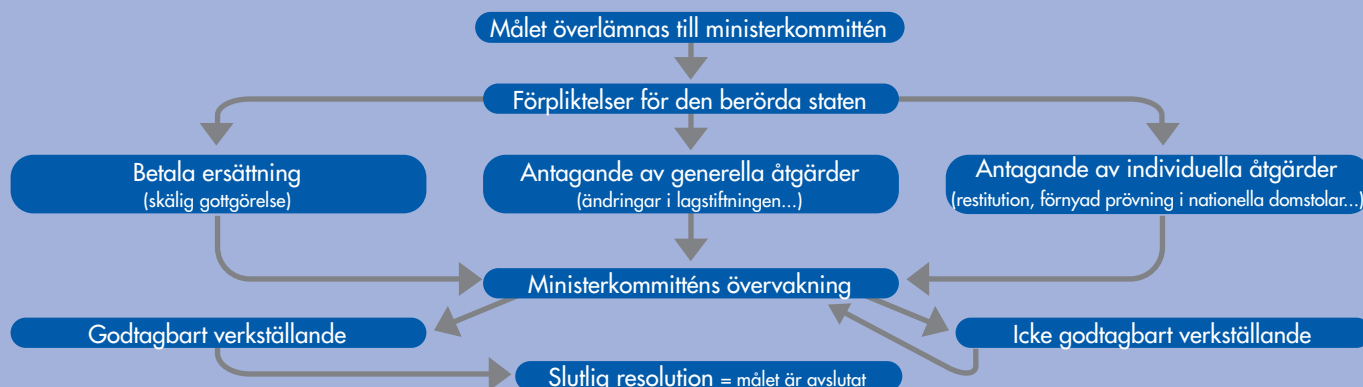 Målet överlämnas till ministerkommittén
Förpliktelser för den berörda staten
Betala ersättning
(skälig gottgörelse)
Antagande av generella åtgärder
(ändringar i lagstiftningen...)
Antagande av individuella åtgärder
(restitution, förnyad prövning i nationella domstolar...)
Ministerkommitténs övervakning
Godtagbart verkställande
Icke godtagbart verkställande
Slutlig resolution = målet är avslutat